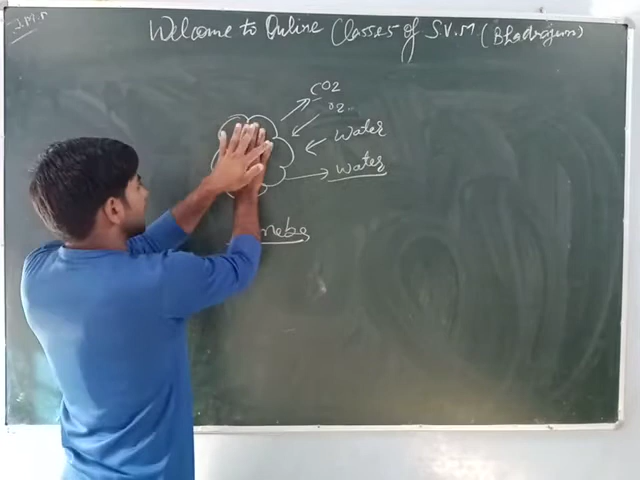 Welcome to Online Classes of S.V.M (Bhadrajun)
CO2
O2
Water
Water